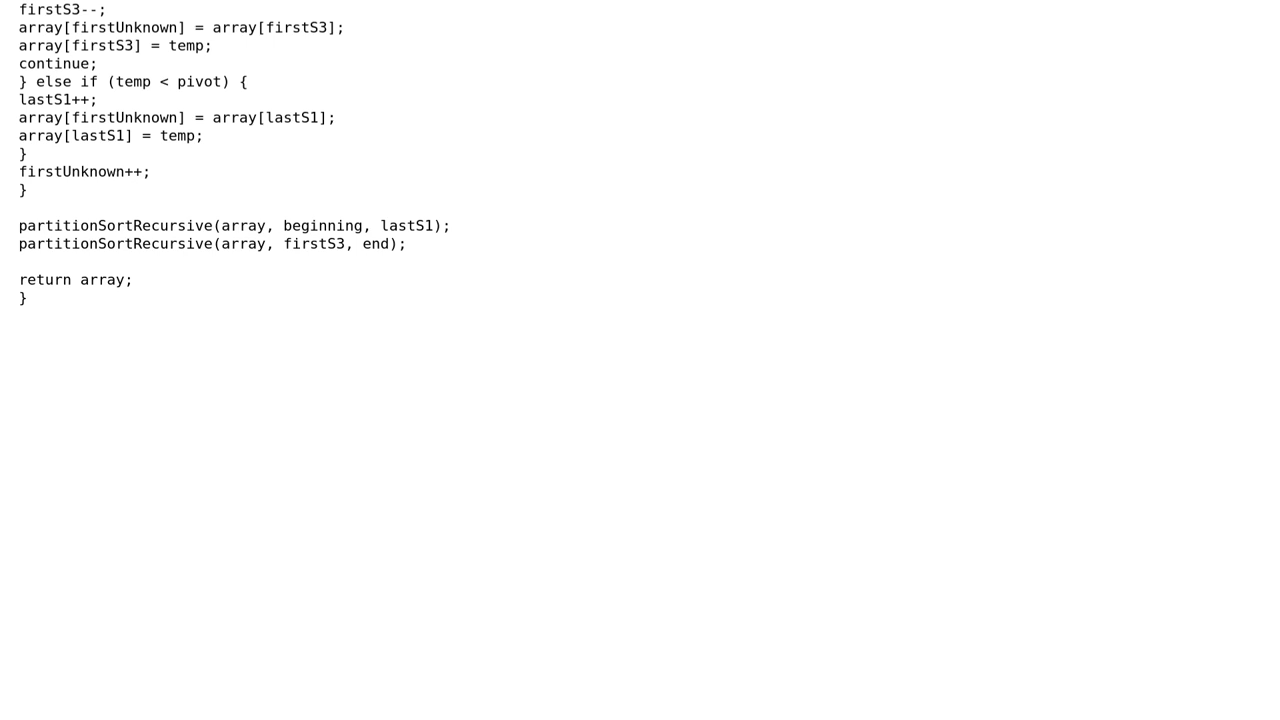 firstS3--;
array[firstUnknown] = array[firstS3];
array[firstS3] = temp;
continue;
} else if (temp < pivot) {
lastS1++;
array[firstUnknown] = array[lastS1];
array[lastS1] = temp;
}
firstUnknown++;
}

partitionSortRecursive(array, beginning, lastS1);
partitionSortRecursive(array, firstS3, end);

return array;
}